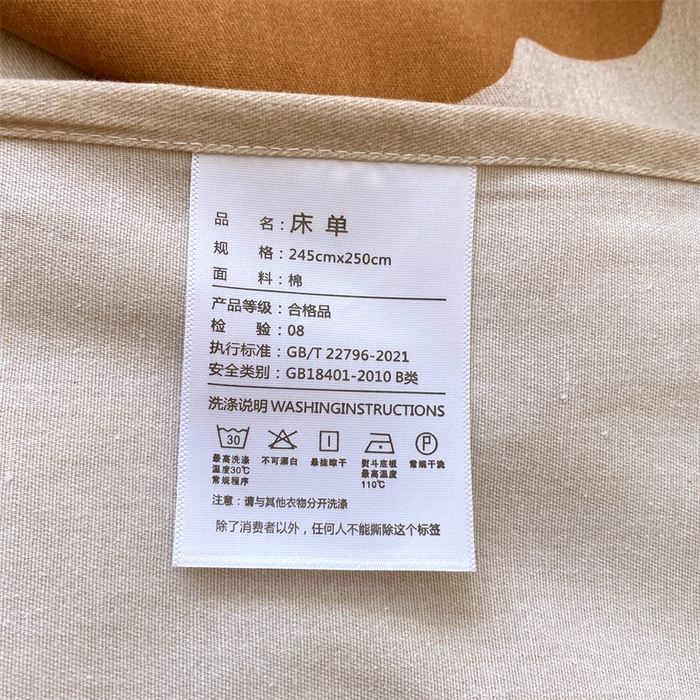 品 名：床 单
规 格：245cmx250cm
面 料：棉
产品等级：合格品
检 验：08
执行标准：GB/T 22796-2021
安全类别：GB18401-2010 B类
洗涤说明 WASHINGINSTRUCTIONS
30 P
最高洗涤 不可漂白 悬挂晾干 熨斗底板 常规干洗
温度30℃ 最高温度
常规程序 110℃
注意：请与其他衣物分开洗涤
除了消费者以外，任何人不能撕除这个标签